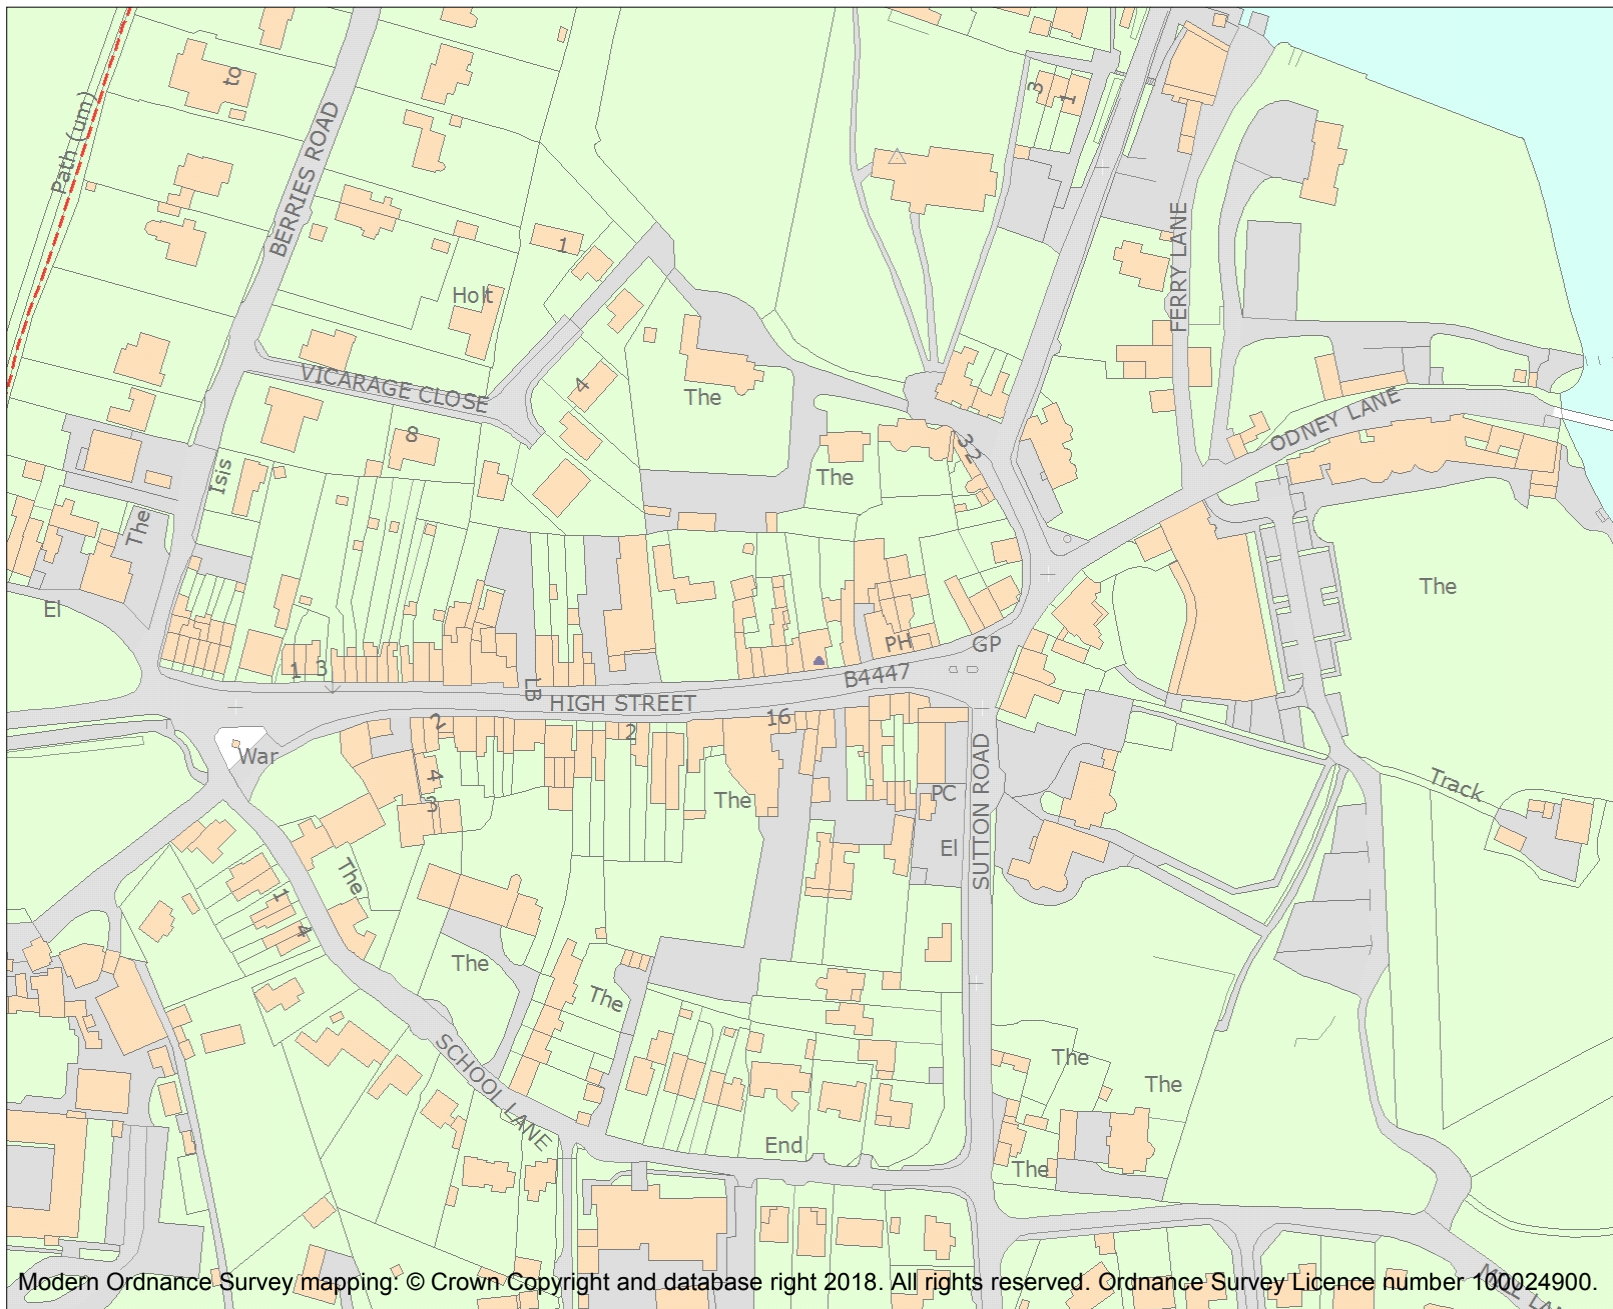 to
Path (um)
BERRIES ROAD
3
1
FERRY LANE
1
Holt
VICARAGE CLOSE
4
The
8
32
ODNEY LANE
Isis
The
The
El
The
PH
GP
1 3
B4447
LB
HIGH STREET
16
2
2
War
4
3
The
SUTTON ROAD
PC
El
Track
The
1
4
The
The
SCHOOL LANE
The
The
End
The
MILL LA
Modern Ordnance Survey mapping: © Crown Copyright and database right 2018. All rights reserved. Ordnance Survey Licence number 100024900.